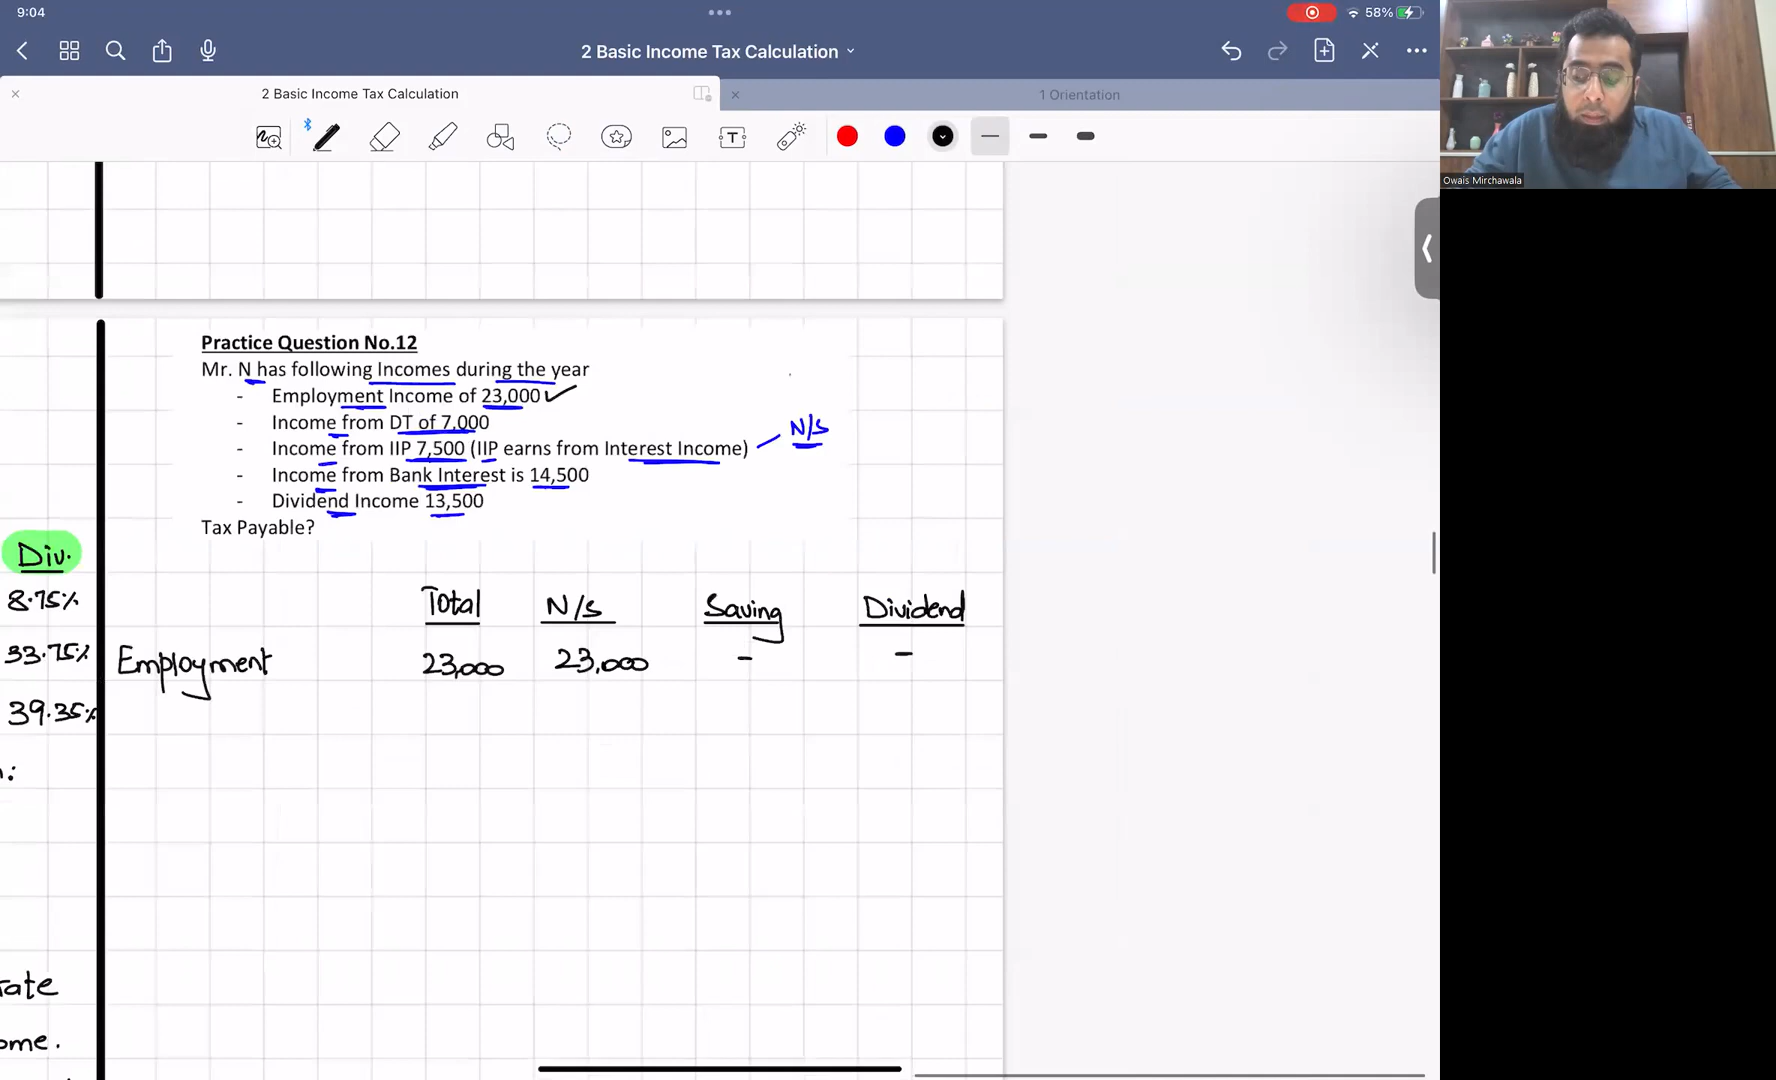 9:04
58%
2 Basic Income Tax Calculation
2 Basic Income Tax Calculation
1 Orientation
T
Owais Mirchawala
Practice Question No.12
Mr. N has following Incomes during the year
- Employment Income of 23,000
- Income from DT of 7,000
- Income from IIP 7,500 (IIP earns from Interest Income) N/S
- Income from Bank Interest is 14,500
- Dividend Income 13,500
Tax Payable?
Div.
8.75%
33.75%
39.35%
Total N/S Saving Dividend
Employment 23,000 23,000 - -
rate
ome.